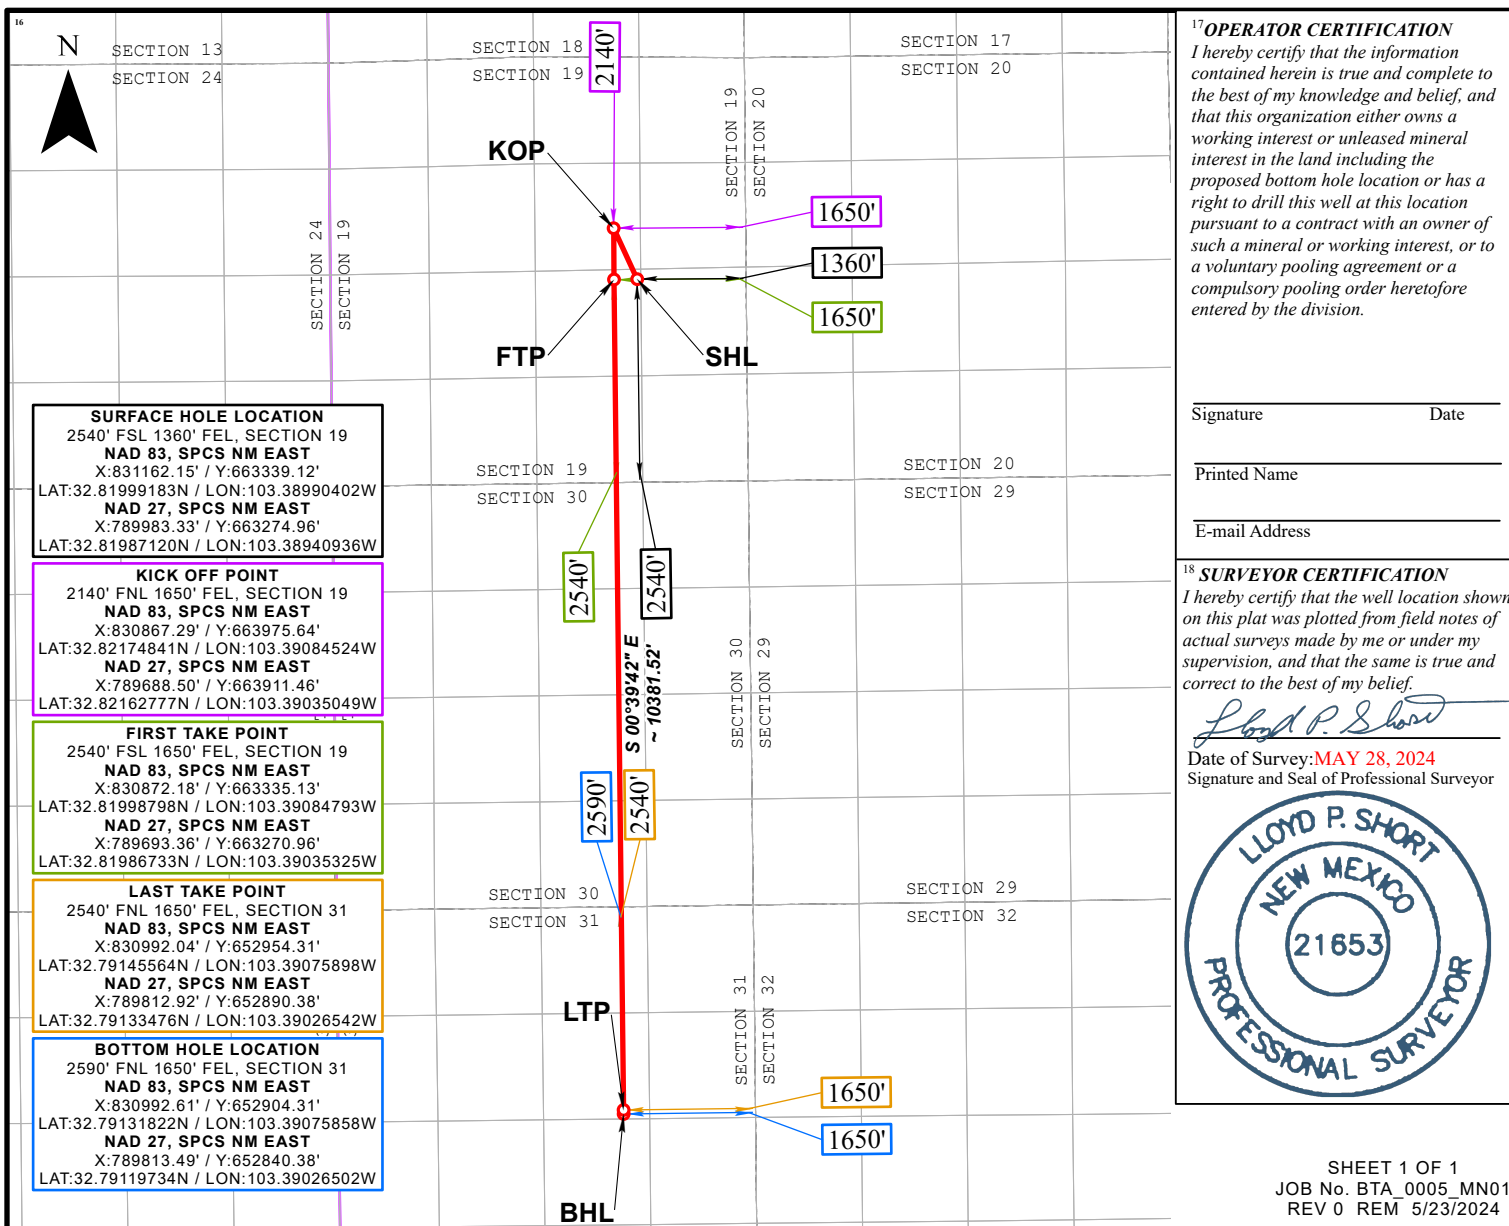 16
N
SECTION 13
SECTION 24
SECTION 18
SECTION 19
2140'
SECTION 17
SECTION 20
SECTION 19
SECTION 20
KOP
1650'
1360'
1650'
SECTION 24
SECTION 19
FTP
SHL
SECTION 19
SECTION 30
SECTION 20
SECTION 29
2540'
2540'
S 00°39'42" E
~ 10381.52'
SECTION 30
SECTION 29
2590'
2540'
SECTION 30
SECTION 31
SECTION 29
SECTION 32
LTP
SECTION 31
SECTION 32
1650'
1650'
BHL
SURFACE HOLE LOCATION
2540' FSL 1360' FEL, SECTION 19
NAD 83, SPCS NM EAST
X:831162.15' / Y:663339.12'
LAT:32.81999183N / LON:103.38990402W
NAD 27, SPCS NM EAST
X:789983.33' / Y:663274.96'
LAT:32.81987120N / LON:103.38940936W
KICK OFF POINT
2140' FNL 1650' FEL, SECTION 19
NAD 83, SPCS NM EAST
X:830867.29' / Y:663975.64'
LAT:32.82174841N / LON:103.39084524W
NAD 27, SPCS NM EAST
X:789688.50' / Y:663911.46'
LAT:32.82162777N / LON:103.39035049W
FIRST TAKE POINT
2540' FSL 1650' FEL, SECTION 19
NAD 83, SPCS NM EAST
X:830872.18' / Y:663335.13'
LAT:32.81998798N / LON:103.39084793W
NAD 27, SPCS NM EAST
X:789693.36' / Y:663270.96'
LAT:32.81986733N / LON:103.39035325W
LAST TAKE POINT
2540' FNL 1650' FEL, SECTION 31
NAD 83, SPCS NM EAST
X:830992.04' / Y:652954.31'
LAT:32.79145564N / LON:103.39075898W
NAD 27, SPCS NM EAST
X:789812.92' / Y:652890.38'
LAT:32.79133476N / LON:103.39026542W
BOTTOM HOLE LOCATION
2590' FNL 1650' FEL, SECTION 31
NAD 83, SPCS NM EAST
X:830992.61' / Y:652904.31'
LAT:32.79131822N / LON:103.39075858W
NAD 27, SPCS NM EAST
X:789813.49' / Y:652840.38'
LAT:32.79119734N / LON:103.39026502W
17 OPERATOR CERTIFICATION
I hereby certify that the information
contained herein is true and complete to
the best of my knowledge and belief, and
that this organization either owns a
working interest or unleased mineral
interest in the land including the
proposed bottom hole location or has a
right to drill this well at this location
pursuant to a contract with an owner of
such a mineral or working interest, or to
a voluntary pooling agreement or a
compulsory pooling order heretofore
entered by the division.
Signature Date
Printed Name
E-mail Address
18 SURVEYOR CERTIFICATION
I hereby certify that the well location shown
on this plat was plotted from field notes of
actual surveys made by me or under my
supervision, and that the same is true and
correct to the best of my belief.
Lloyd P. Short
Date of Survey:MAY 28, 2024
Signature and Seal of Professional Surveyor
LLOYD P. SHORT
NEW MEXICO
21653
PROFESSIONAL SURVEYOR
SHEET 1 OF 1
JOB No. BTA_0005_MN01
REV 0 REM 5/23/2024